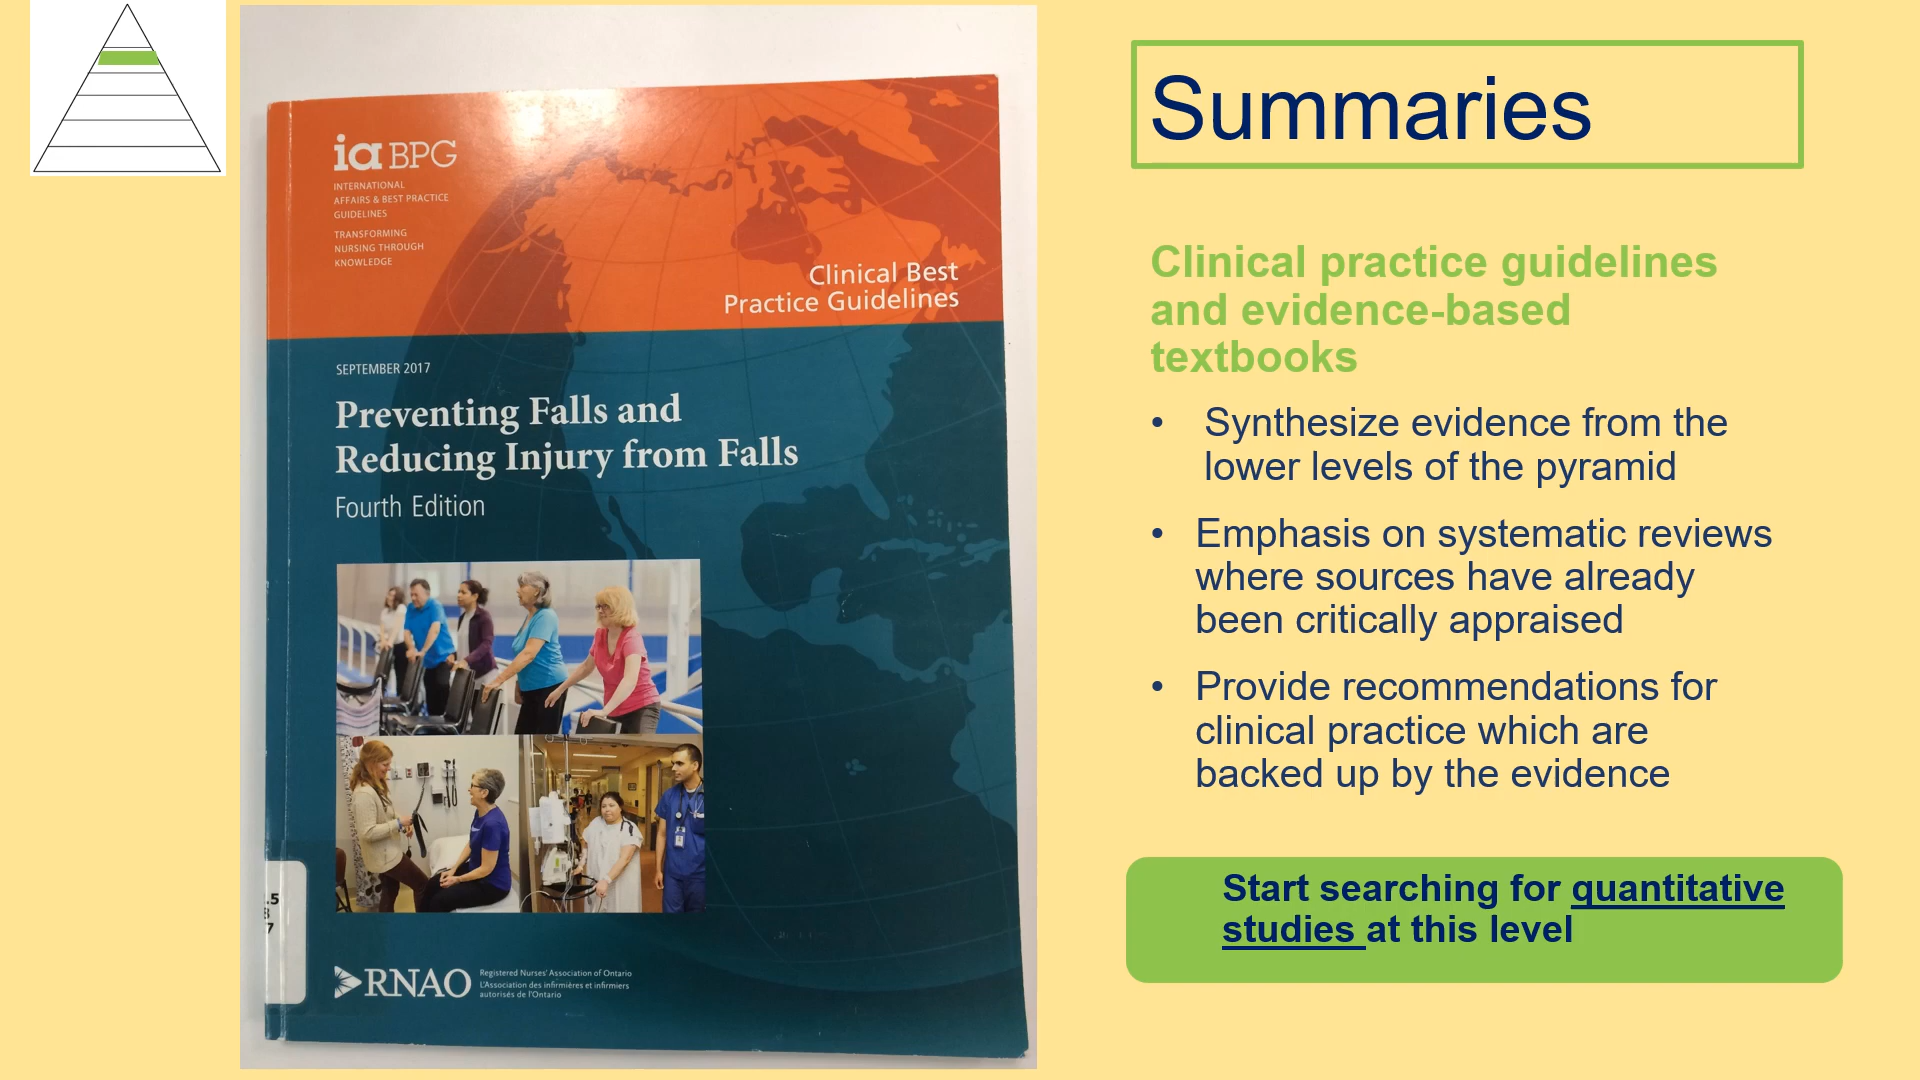 ia BPG
INTERNATIONAL
AFFAIRS & BEST PRACTICE
GUIDELINES
TRANSFORMING
NURSING THROUGH
KNOWLEDGE
Clinical Best
Practice Guidelines
SEPTEMBER 2017
Preventing Falls and
Reducing Injury from Falls
Fourth Edition
.5
8
7
RNAO
Registered Nurses' Association of Ontario
L'Association des infirmières et infirmiers
autorisés de l'Ontario
Summaries
Clinical practice guidelines
and evidence-based
textbooks
• Synthesize evidence from the
lower levels of the pyramid
• Emphasis on systematic reviews
where sources have already
been critically appraised
• Provide recommendations for
clinical practice which are
backed up by the evidence
Start searching for quantitative
studies at this level